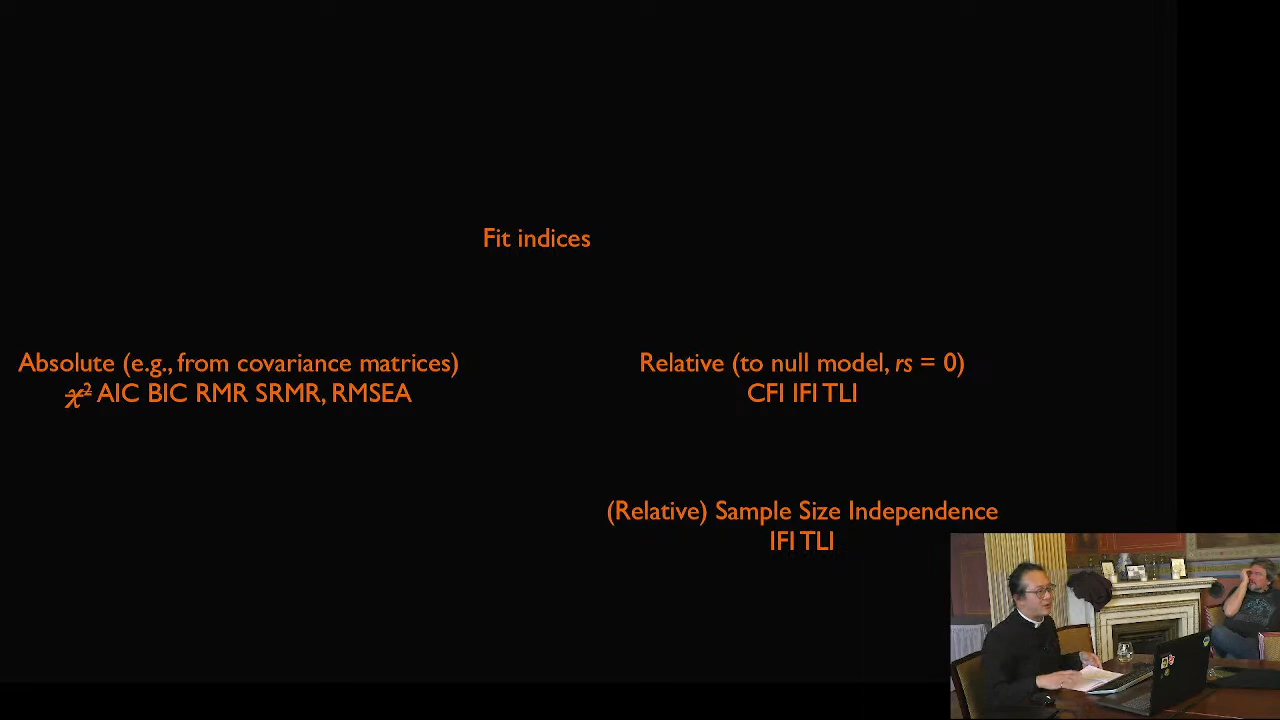 Fit indices
Absolute (e.g., from covariance matrices)
χ² AIC BIC RMR SRMR, RMSEA
Relative (to null model, rs = 0)
CFI IFI TLI
(Relative) Sample Size Independence
IFI TLI